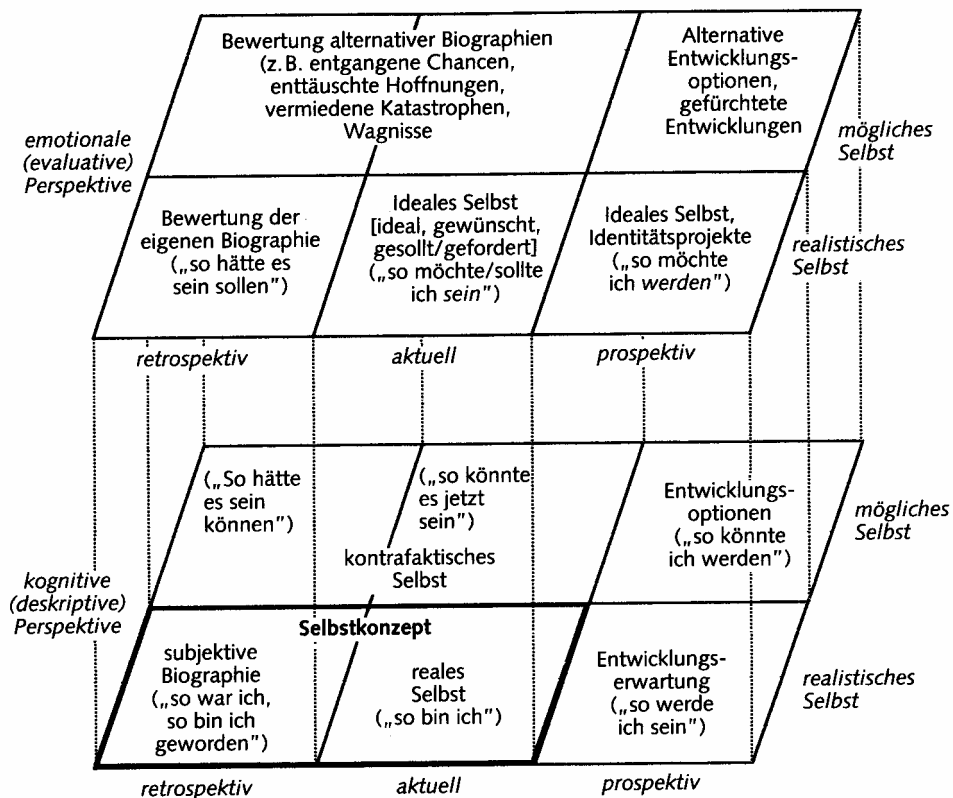 Bewertung alternativer Biographien
(z. B. entgangene Chancen,
enttäuschte Hoffnungen,
vermiedene Katastrophen,
Wagnisse
Alternative
Entwicklungs-
optionen,
gefürchtete
Entwicklungen
emotionale
(evaluative)
Perspektive
mögliches
Selbst
Bewertung der
eigenen Biographie
(„so hätte es
sein sollen")
Ideales Selbst
[ideal, gewünscht,
gesollt/gefordert]
(„so möchte/sollte
ich sein")
Ideales Selbst,
Identitätsprojekte
(„so möchte
ich werden")
realistisches
Selbst
retrospektiv
aktuell
prospektiv
(„So hätte
es sein
können")
(„so könnte
es jetzt
sein")
kontrafaktisches
Selbst
Entwicklungs-
optionen
(„so könnte
ich werden")
mögliches
Selbst
kognitive
(deskriptive)
Perspektive
Selbstkonzept
subjektive
Biographie
(„so war ich,
so bin ich
geworden")
reales
Selbst
(„so bin ich")
Entwicklungs-
erwartung
(„so werde
ich sein")
realistisches
Selbst
retrospektiv
aktuell
prospektiv